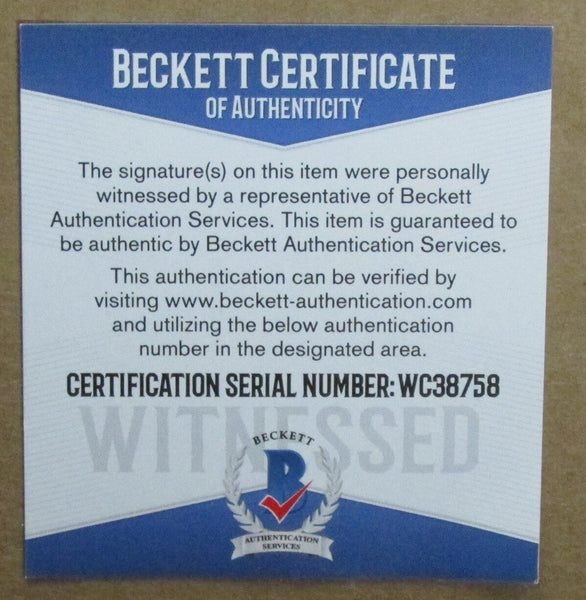 BECKETT CERTIFICATE
OF AUTHENTICITY
The signature(s) on this item were personally
witnessed by a representative of Beckett
Authentication Services. This item is guaranteed to
be authentic by Beckett Authentication Services.
This authentication can be verified by
visiting www.beckett-authentication.com
and utilizing the below authentication
number in the designated area.
CERTIFICATION SERIAL NUMBER: WC38758
WITNESSED
BECKETT
B
AUTHENTICATION
SERVICES